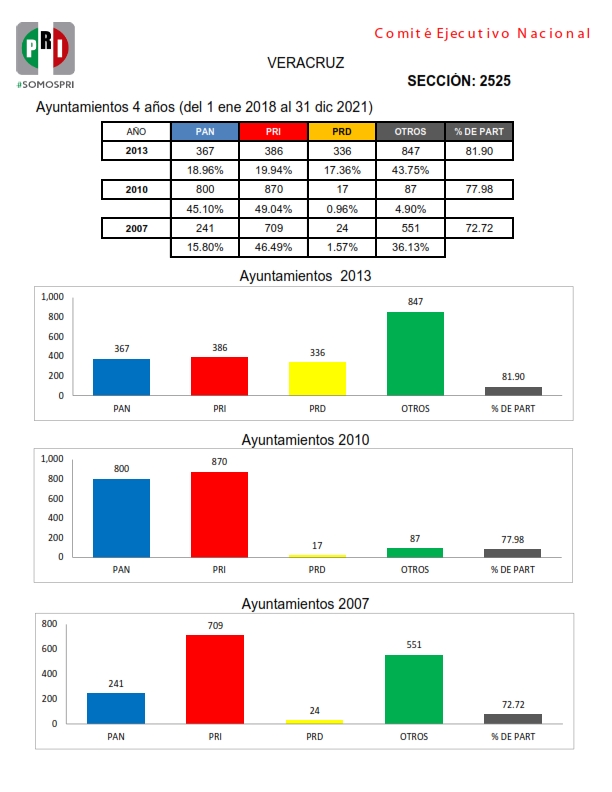 Comité Ejecutivo Nacional
PRI
#SOMOSPRI
VERACRUZ
SECCIÓN: 2525
Ayuntamientos 4 años (del 1 ene 2018 al 31 dic 2021)
AÑO PAN PRI PRD OTROS % DE PART
2013 367 386 336 847 81.90
18.96% 19.94% 17.36% 43.75%
2010 800 870 17 87 77.98
45.10% 49.04% 0.96% 4.90%
2007 241 709 24 551 72.72
15.80% 46.49% 1.57% 36.13%
Ayuntamientos 2013
1,000
800
600
400
200
0
367 386 336 847 81.90
PAN PRI PRD OTROS % DE PART
Ayuntamientos 2010
1,000
800
600
400
200
0
800 870 17 87 77.98
PAN PRI PRD OTROS % DE PART
Ayuntamientos 2007
800
600
400
200
0
241 709 24 551 72.72
PAN PRI PRD OTROS % DE PART